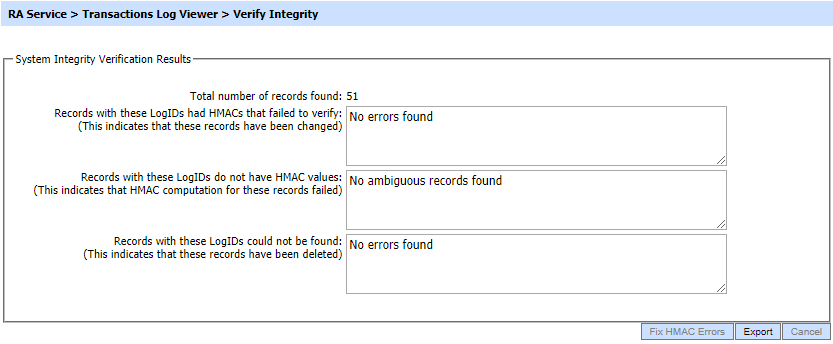 RA Service > Transactions Log Viewer > Verify Integrity
System Integrity Verification Results
Total number of records found: 51
Records with these LogIDs had HMACs that failed to verify:
(This indicates that these records have been changed)
No errors found
Records with these LogIDs do not have HMAC values:
(This indicates that HMAC computation for these records failed)
No ambiguous records found
Records with these LogIDs could not be found:
(This indicates that these records have been deleted)
No errors found
Fix HMAC Errors Export Cancel